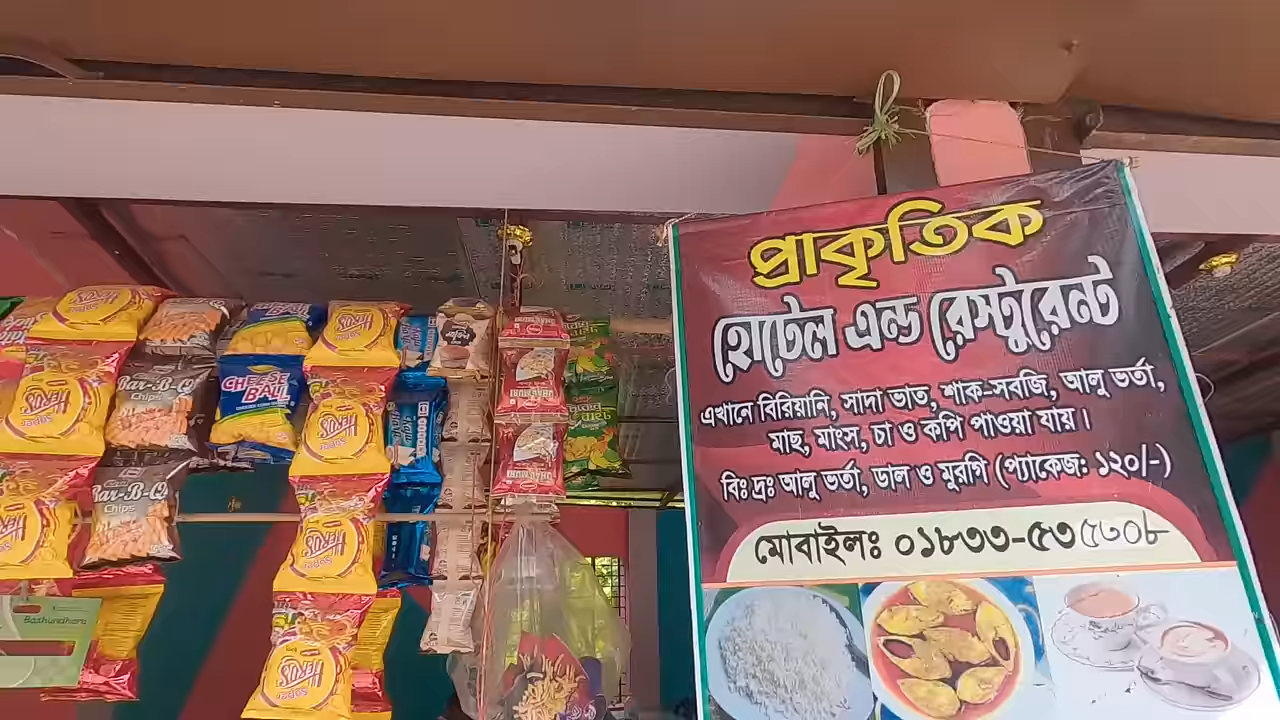 প্রাকৃতিক
হোটেল এন্ড রেস্টুরেন্ট
এখানে বিরিয়ানি, সাদা ভাত, শাক-সবজি, আলু ভর্তা,
মাছ, মাংস, চা ও কপি পাওয়া যায়।
বিঃ দ্রঃ আলু ভর্তা, ডাল ও মুরগি (প্যাকেজ: ১২০/-)
মোবাইলঃ ০১৮৩৩-৫৩৫৩০৮
CHEESE BALL
Bar-B-Q
Chips
Bar-B-Q
Chips
Bashundhara